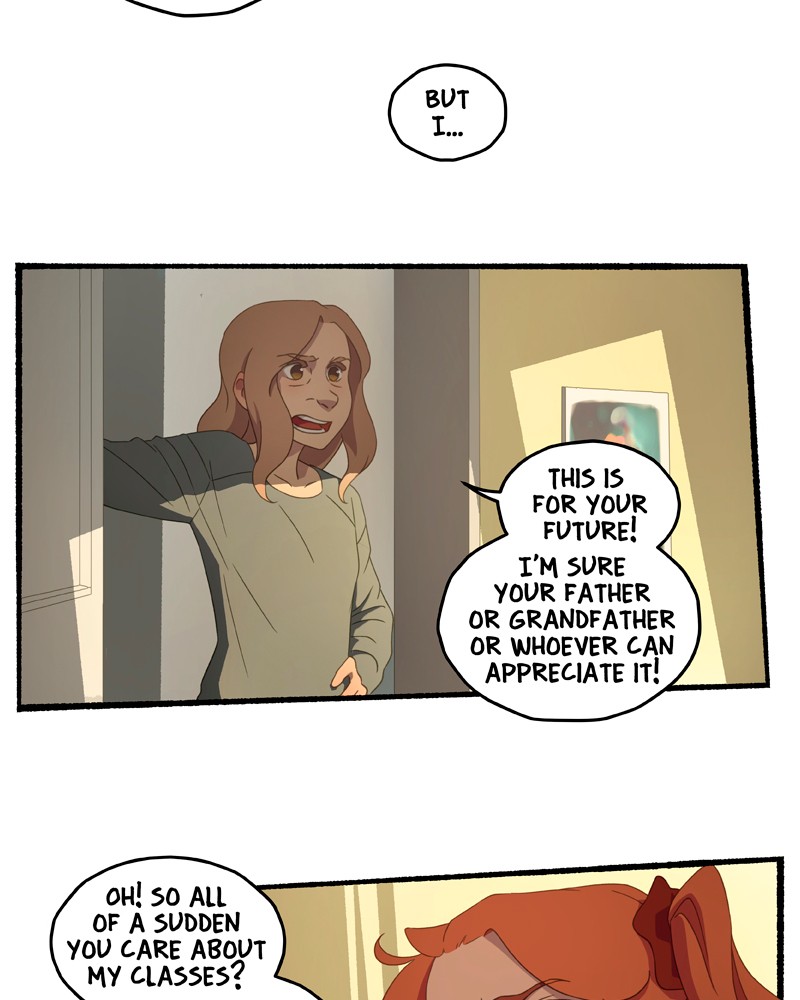 BUT
I...
THIS IS
FOR YOUR
FUTURE!
I'M SURE
YOUR FATHER
OR GRANDFATHER
OR WHOEVER CAN
APPRECIATE IT!
OH! SO ALL
OF A SUDDEN
YOU CARE ABOUT
MY CLASSES?